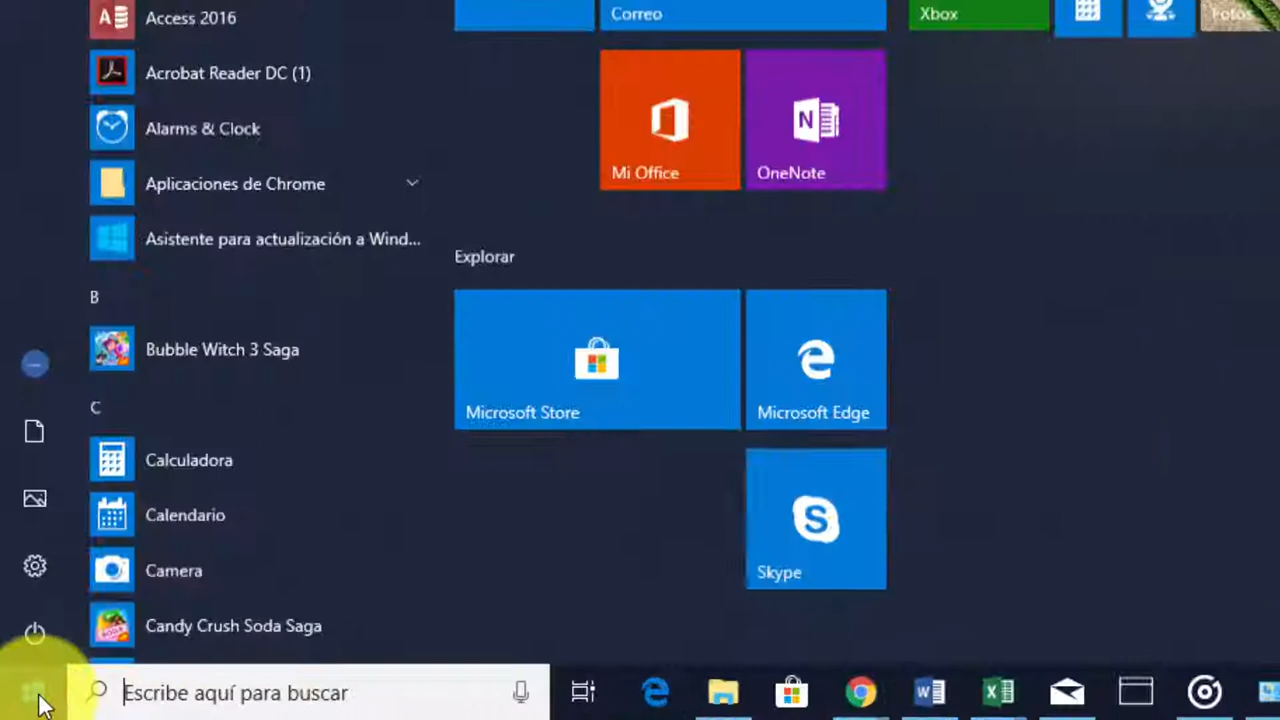 Access 2016
Acrobat Reader DC (1)
Alarms & Clock
Aplicaciones de Chrome
Asistente para actualización a Wind...
B
Bubble Witch 3 Saga
C
Calculadora
Calendario
Camera
Candy Crush Soda Saga
Correo
Xbox
Fotos
Mi Office
OneNote
Explorar
Microsoft Store
Microsoft Edge
Skype
Escribe aquí para buscar